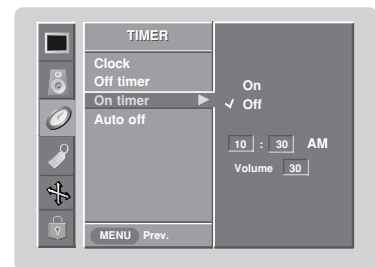 TIMER
Clock
Off timer
On timer
Auto off
MENU Prev.
On
✓ Off
10 : 30 AM
Volume 30